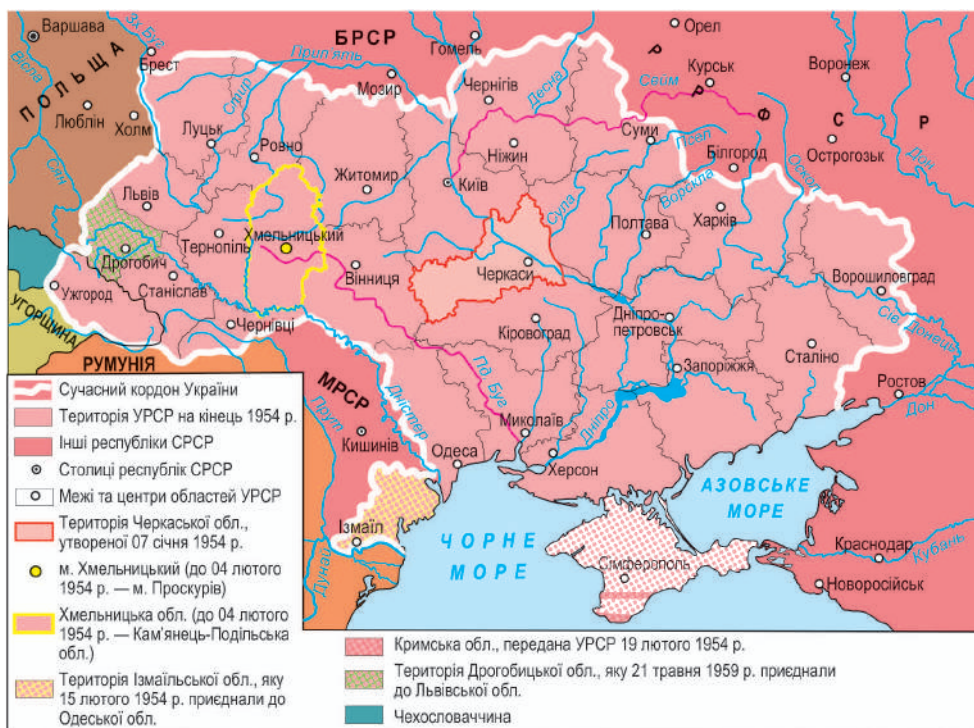 Варшава
Зх. Буг
БРСР
Гомель
Орел
Брест
Прип'ять
Вісла
ПОЛЬЩА
Люблін
Холм
Стир
Мозир
Чернігів
Десна
Сейм
Курськ
Воронеж
РРФСР
Луцьк
Ровно
Ніжин
Суми
Псел
Білгород
Острогозьк
Дон
Оскол
Сян
Житомир
Київ
Сула
Ворскла
Львів
Полтава
Харків
Тернопіль
Хмельницький
Дрогобич
Вінниця
Черкаси
Ворошиловград
Ужгород
Станіслав
Чернівці
Кіровоград
Дніпро-
петровськ
Сів. Донець
УГОРЩИНА
РУМУНІЯ
Запоріжжя
Сталіно
МРСР
Дністер
Пд. Буг
Миколаїв
Дніпро
Ростов
Дон
Прут
Кишинів
Одеса
Херсон
АЗОВСЬКЕ
МОРЕ
Ізмаїл
Дунай
ЧОРНЕ
МОРЕ
Сімферополь
Краснодар
Кубань
Новоросійськ
Сучасний кордон України
Територія УРСР на кінець 1954 р.
Інші республіки СРСР
Столиці республік СРСР
Межі та центри областей УРСР
Територія Черкаської обл.,
утвореної 07 січня 1954 р.
м. Хмельницький (до 04 лютого
1954 р. — м. Проскурів)
Хмельницька обл. (до 04 лютого
1954 р. — Кам'янець-Подільська
обл.)
Територія Ізмаїльської обл., яку
15 лютого 1954 р. приєднали до
Одеської обл.
Кримська обл., передана УРСР 19 лютого 1954 р.
Територія Дрогобицької обл., яку 21 травня 1959 р. приєднали
до Львівської обл.
Чехословаччина